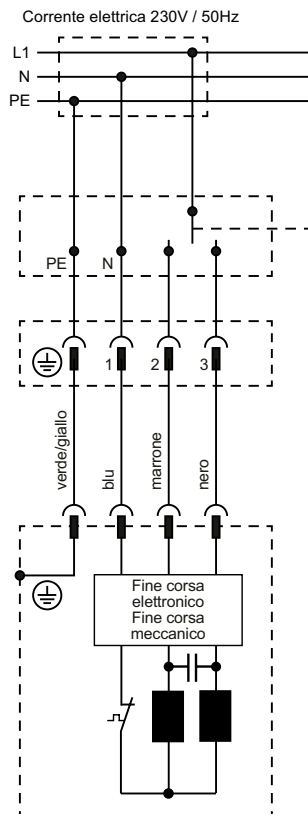 Corrente elettrica 230V / 50Hz
L1
N
PE
PE N
1 2 3
verde/giallo
blu
marrone
nero
Fine corsa
elettronico
Fine corsa
meccanico